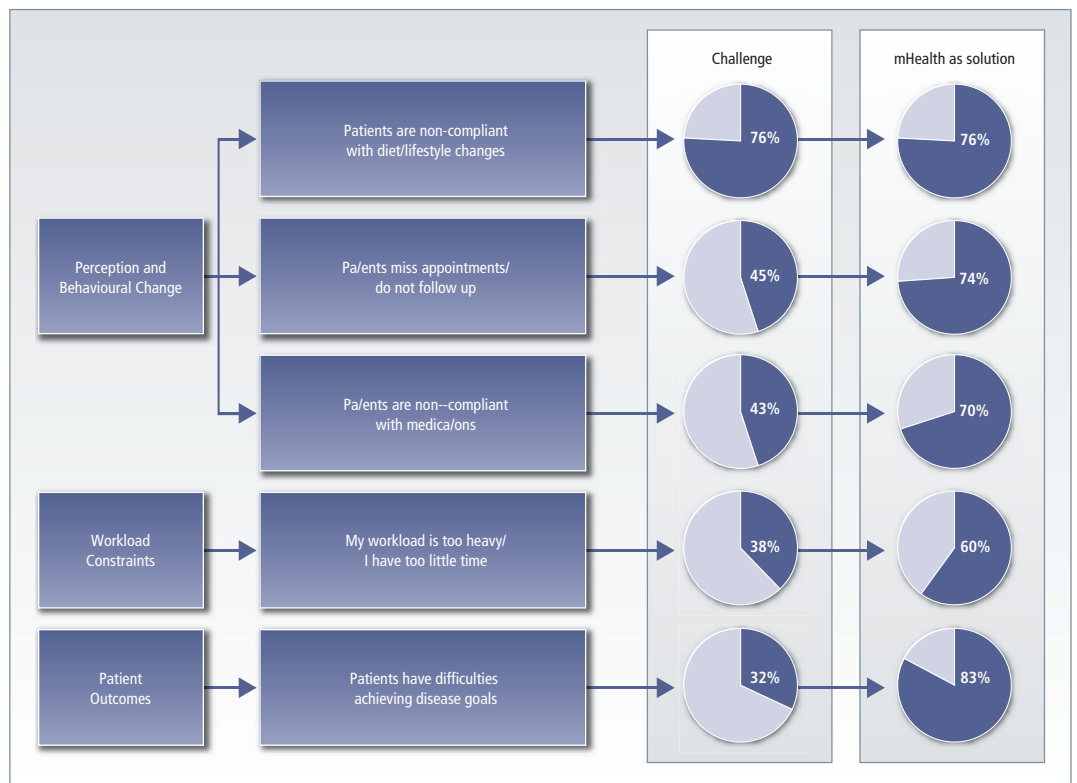 Challenge
mHealth as solution
Patients are non-compliant
with diet/lifestyle changes
76%
76%
Perception and
Behavioural Change
Pa/ents miss appointments/
do not follow up
45%
74%
Pa/ents are non--compliant
with medica/ons
43%
70%
Workload
Constraints
My workload is too heavy/
I have too little time
38%
60%
Patient
Outcomes
Patients have difficulties
achieving disease goals
32%
83%